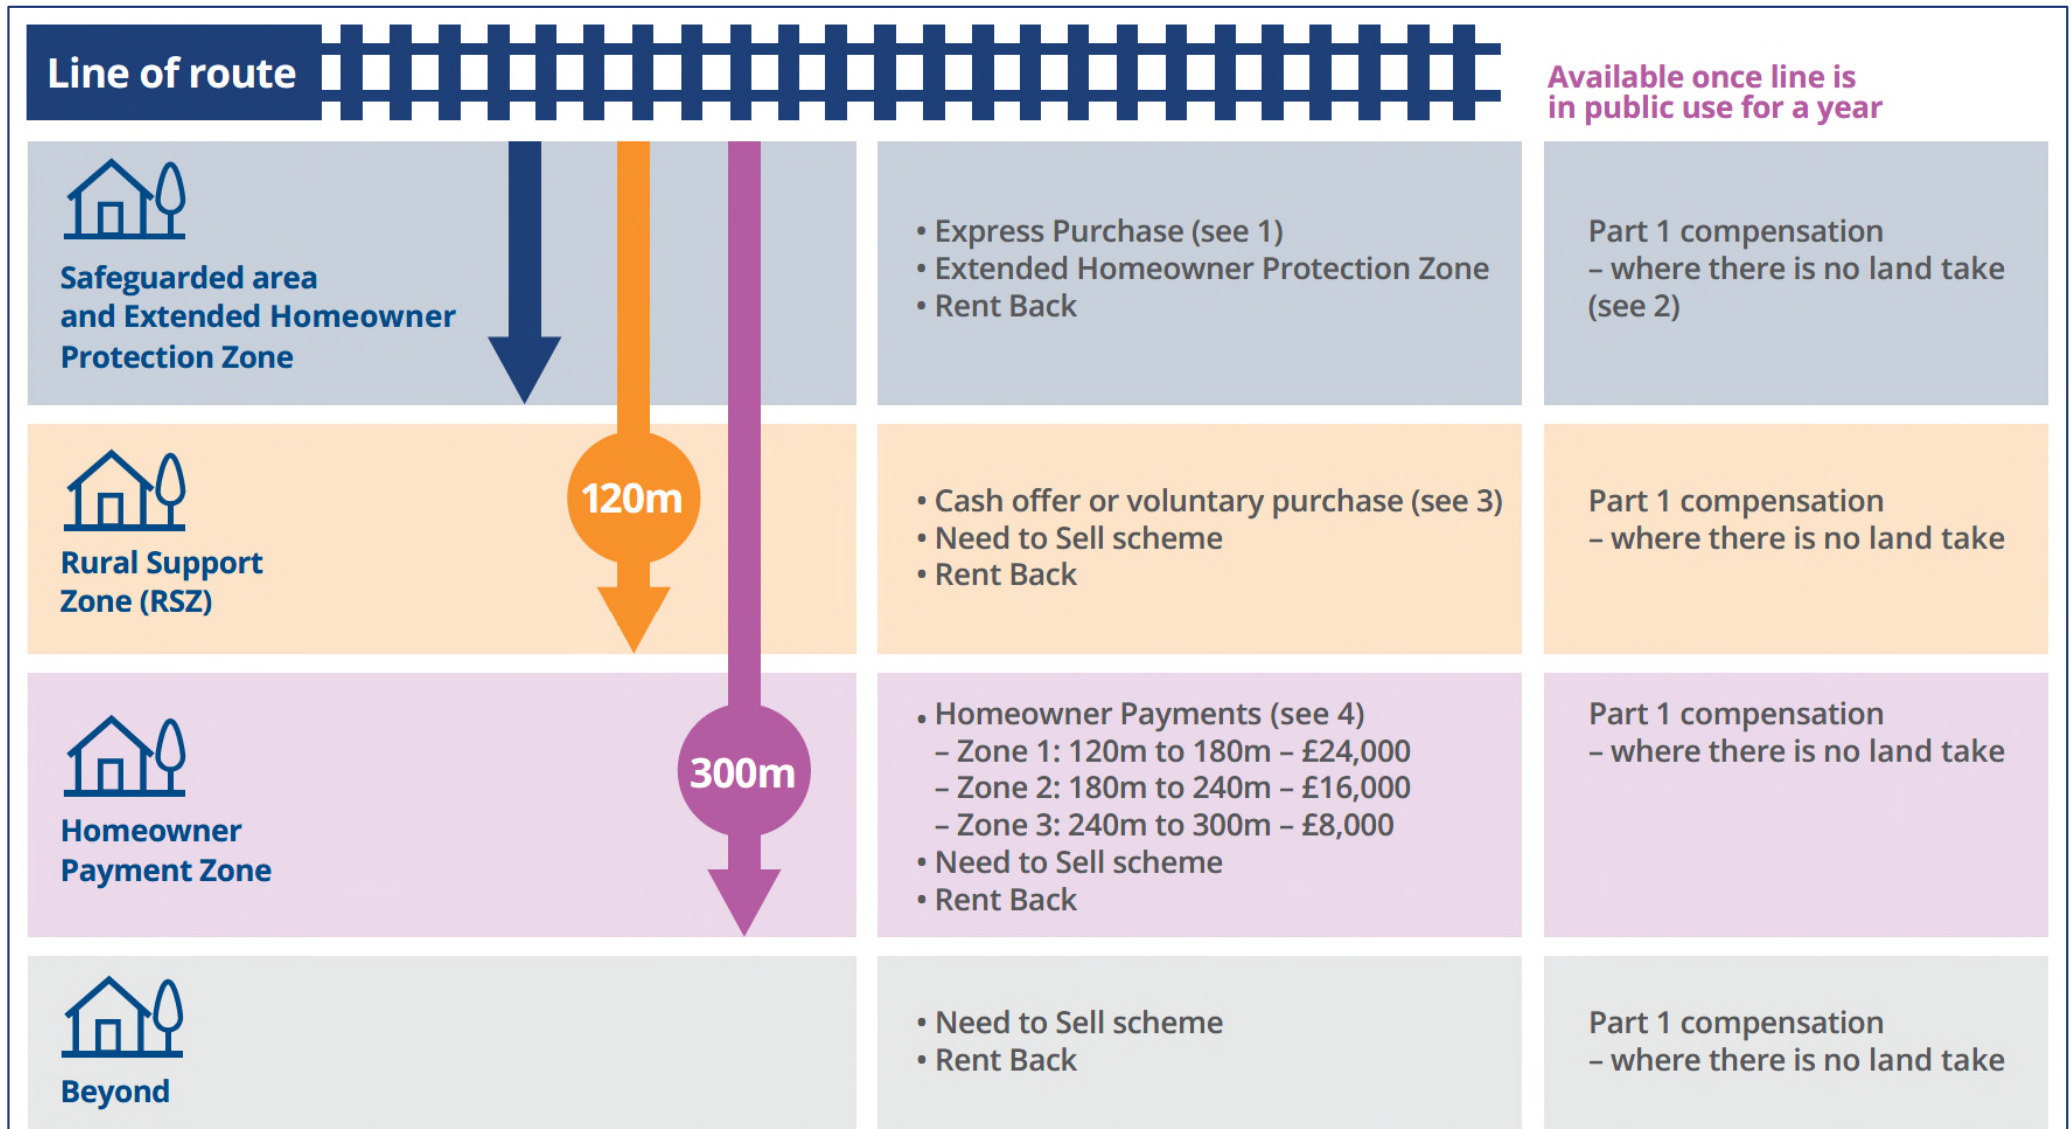 Line of route
Available once line is
in public use for a year
Safeguarded area
and Extended Homeowner
Protection Zone
• Express Purchase (see 1)
• Extended Homeowner Protection Zone
• Rent Back
Part 1 compensation
– where there is no land take
(see 2)
Rural Support
Zone (RSZ)
120m
• Cash offer or voluntary purchase (see 3)
• Need to Sell scheme
• Rent Back
Part 1 compensation
– where there is no land take
Homeowner
Payment Zone
300m
• Homeowner Payments (see 4)
– Zone 1: 120m to 180m – £24,000
– Zone 2: 180m to 240m – £16,000
– Zone 3: 240m to 300m – £8,000
• Need to Sell scheme
• Rent Back
Part 1 compensation
– where there is no land take
Beyond
• Need to Sell scheme
• Rent Back
Part 1 compensation
– where there is no land take